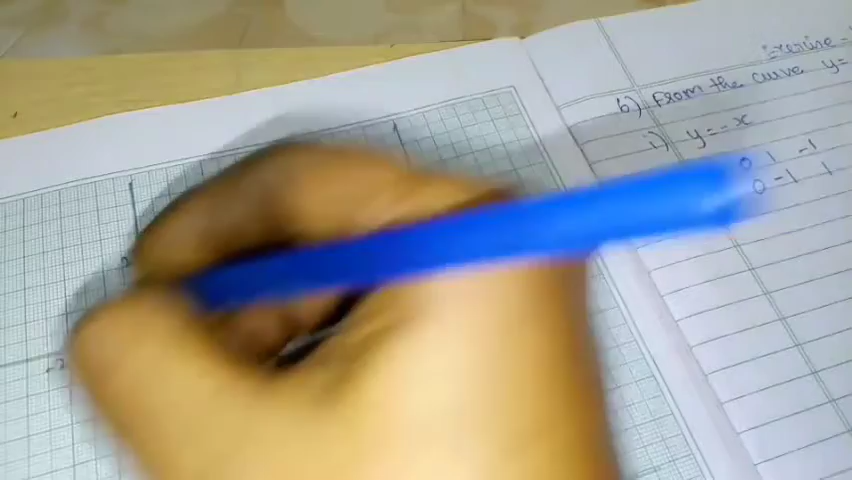 Exercise -
b) From the curve y=
i) y=-x
0 1 -1
0 -1 1